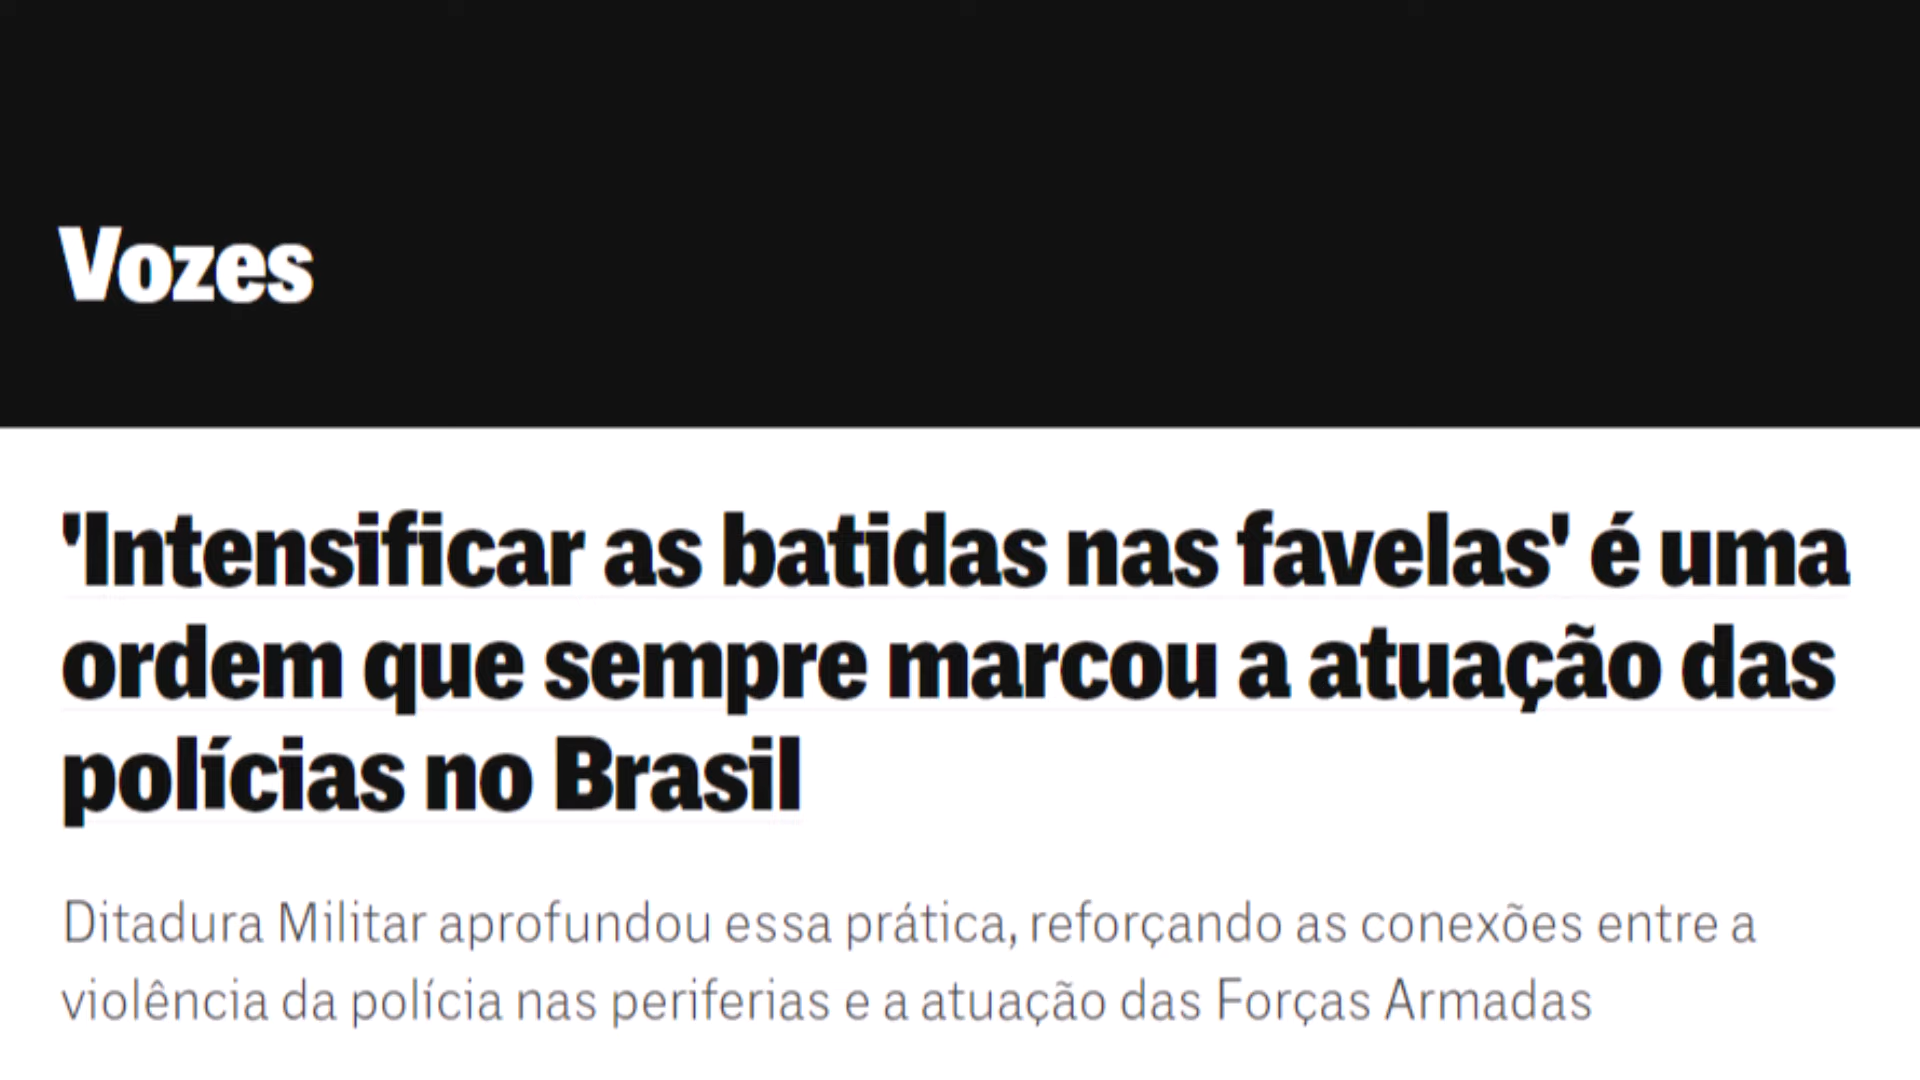 Vozes
'Intensificar as batidas nas favelas' é uma
ordem que sempre marcou a atuação das
polícias no Brasil
Ditadura Militar aprofundou essa prática, reforçando as conexões entre a
violência da polícia nas periferias e a atuação das Forças Armadas